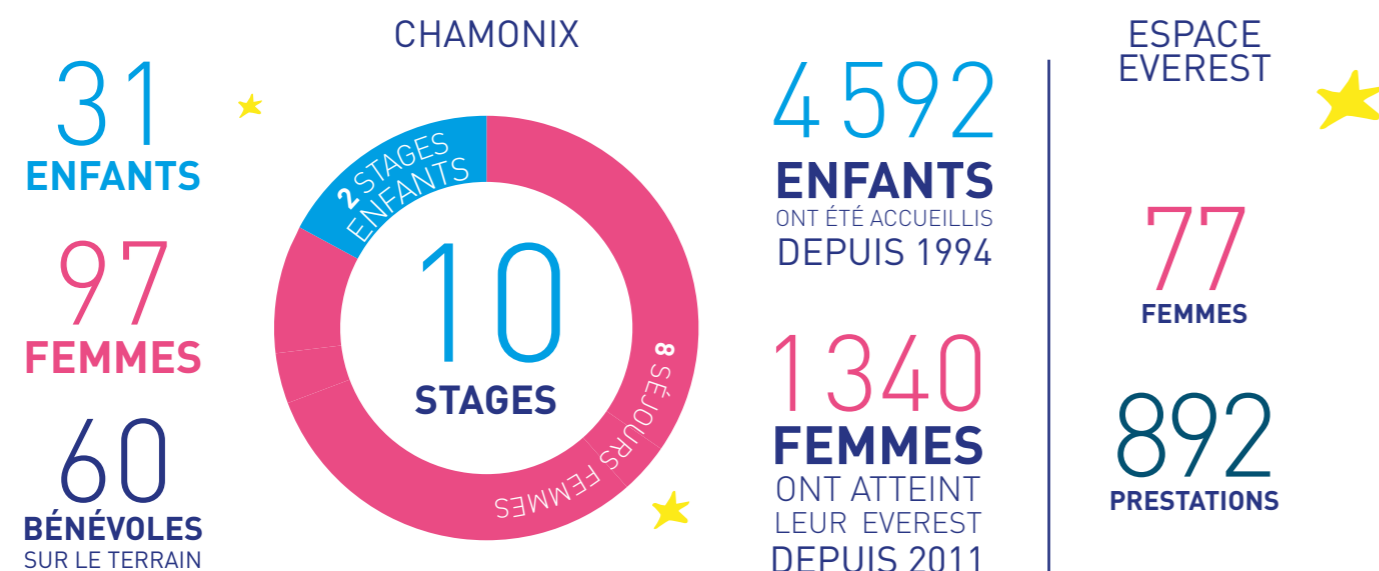 CHAMONIX
31
ENFANTS
97
FEMMES
60
BÉNÉVOLES
SUR LE TERRAIN
2 STAGES
ENFANTS
10
STAGES
8 SÉJOURS FEMMES
4 592
ENFANTS
ONT ÉTÉ ACCUEILLIS
DEPUIS 1994
1 340
FEMMES
ONT ATTEINT
LEUR EVEREST
DEPUIS 2011
ESPACE
EVEREST
77
FEMMES
892
PRESTATIONS